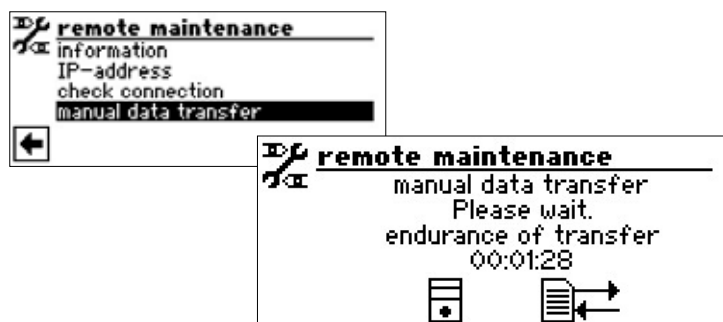 remote maintenance
information
IP-address
check connection
manual data transfer
remote maintenance
manual data transfer
Please wait.
endurance of transfer
00:01:28